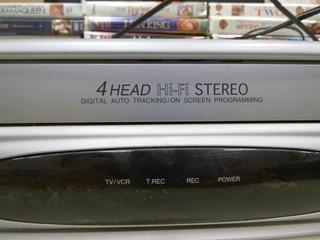 4 HEAD Hi-Fi STEREO
DIGITAL AUTO TRACKING/ON SCREEN PROGRAMMING
TV/VCR T.REC REC POWER